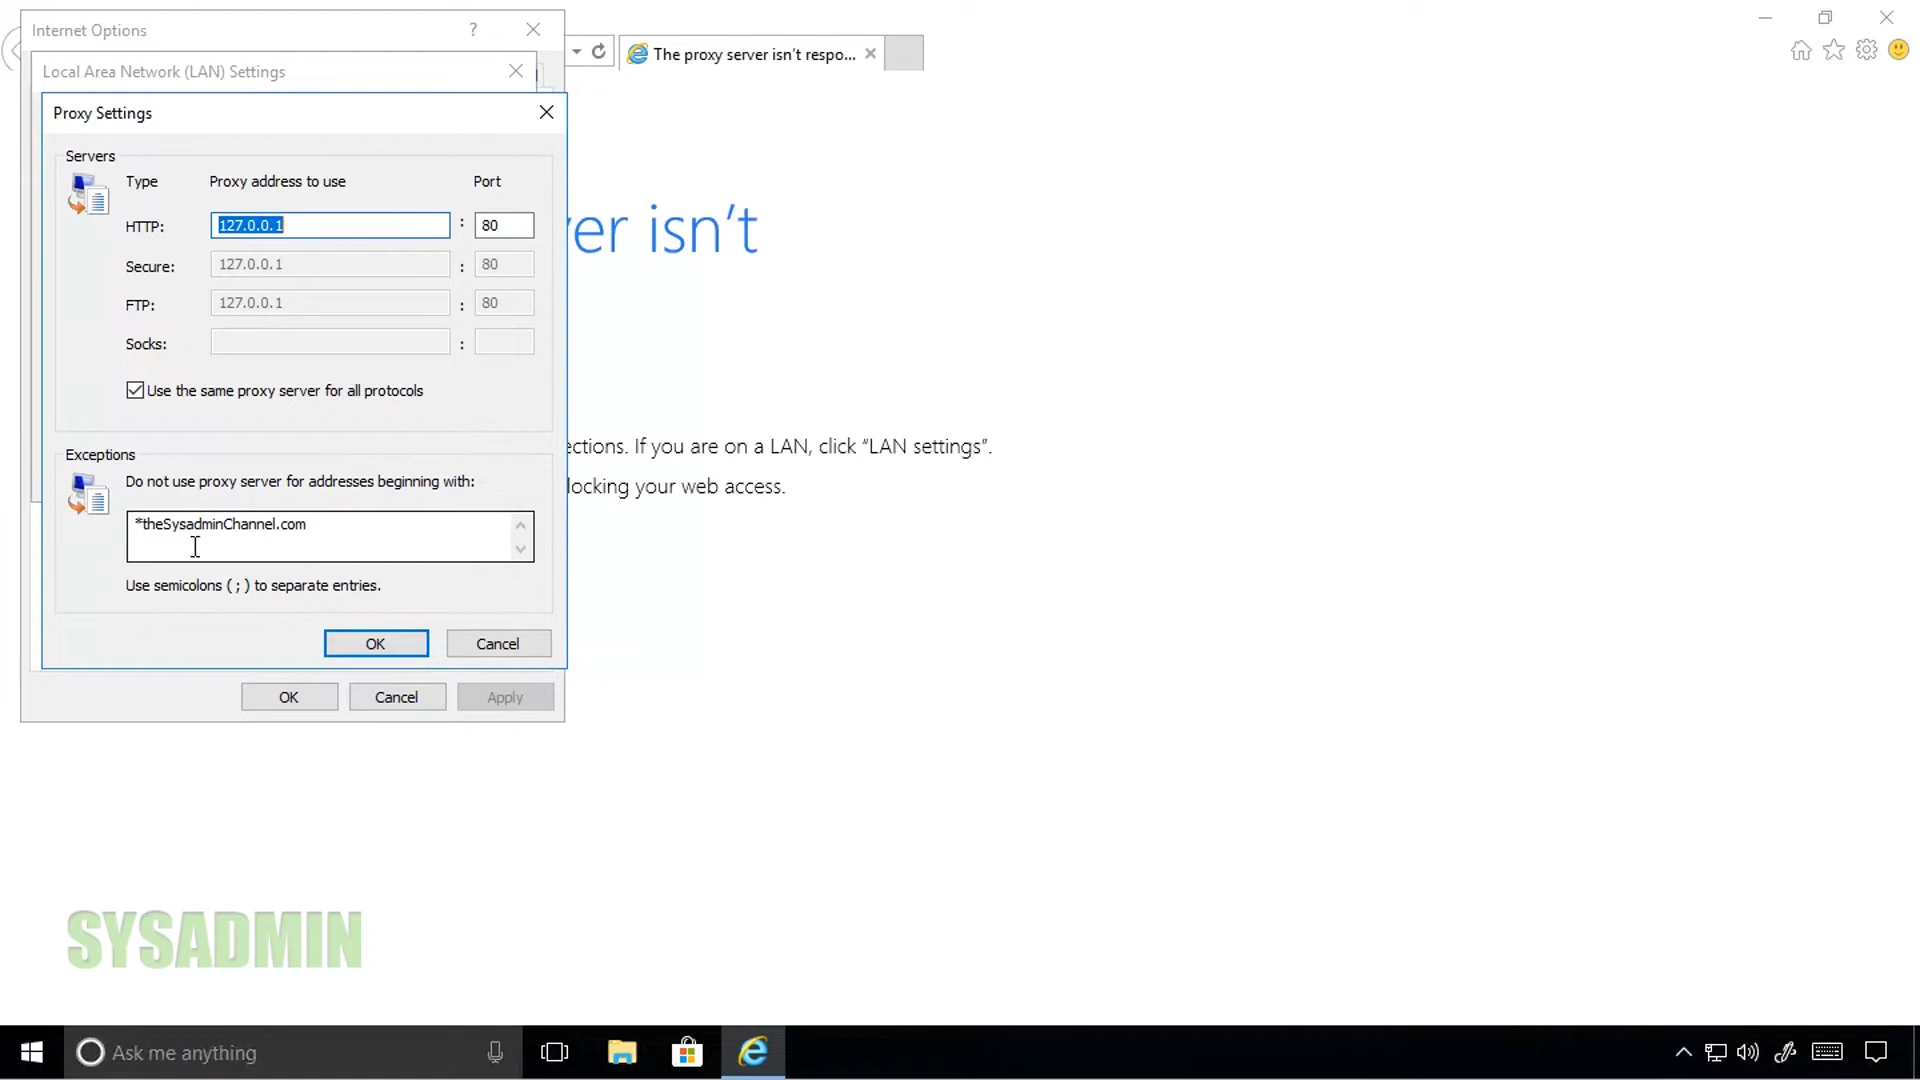 Internet Options
?
The proxy server isn't respo...
Local Area Network (LAN) Settings
Proxy Settings
Servers
Type Proxy address to use Port
HTTP: 127.0.0.1 : 80
Secure: 127.0.0.1 : 80
FTP: 127.0.0.1 : 80
Socks: :
Use the same proxy server for all protocols
Exceptions
Do not use proxy server for addresses beginning with:
*theSysadminChannel.com
Use semicolons ( ; ) to separate entries.
OK Cancel
OK Cancel Apply
er isn't
ections. If you are on a LAN, click “LAN settings”.
locking your web access.
SYSADMIN
Ask me anything